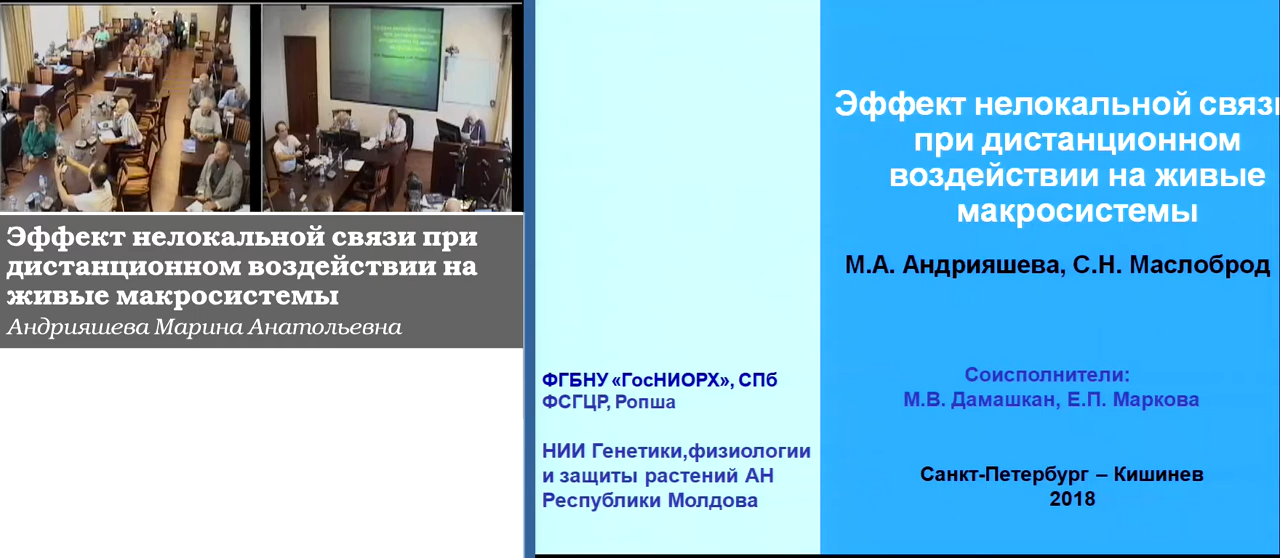 Эффект нелокальной связи при
дистанционном воздействии на
живые макросистемы
Андрияшева Марина Анатольевна
ФГБНУ «ГосНИОРХ», СПб
ФСГЦР, Ропша
НИИ Генетики,физиологии
и защиты растений АН
Республики Молдова
Эффект нелокальной связи
при дистанционном
воздействии на живые
макросистемы
М.А. Андрияшева, С.Н. Маслоброд
Соисполнители:
М.В. Дамашкан, Е.П. Маркова
Санкт-Петербург – Кишинев
2018